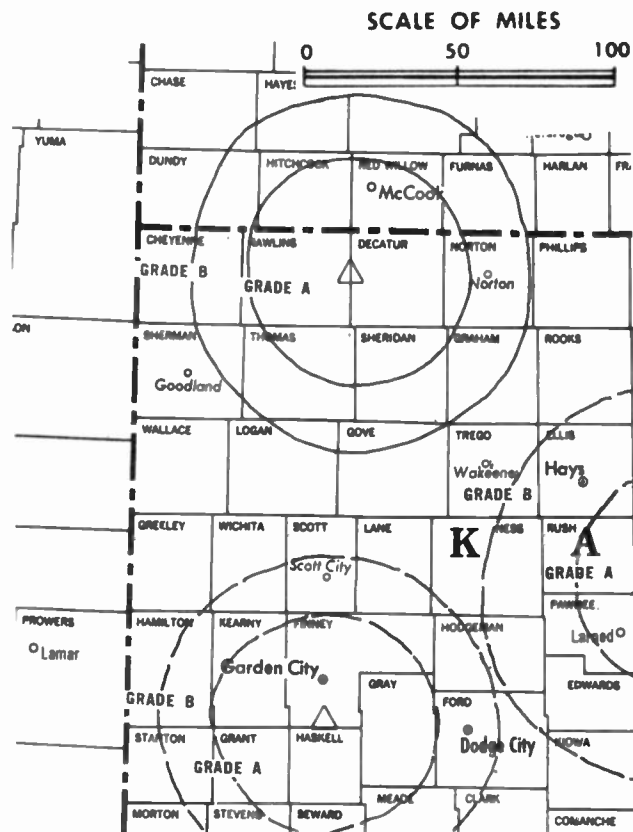 SCALE OF MILES
0 50 100
CHASE
YUMA
DUNDY HITCHCOCK RED WILLOW FURNAS HARLAN
McCook
CHEYENNE RAWLINS DECATUR NORTON PHILLIPS
GRADE B GRADE A Norton
SHERMAN THOMAS SHERIDAN GRAHAM ROOKS
Goodland
WALLACE LOGAN GOVE TREGO ELLIS
Wakeeney Hays
GRADE B
GREELEY WICHITA SCOTT LANE K NESS RUSH A
Scott City GRADE A
PAWNEE
PROWERS HAMILTON KEARNY FINNEY HODGEMAN Larned
Lamar
Garden City
GRAY EDWARDS
GRADE B FORD
STANTON GRANT HASKELL Dodge City KIOWA
GRADE A
MEADE CLARK
MORTON STEVENS SEWARD COMANCHE